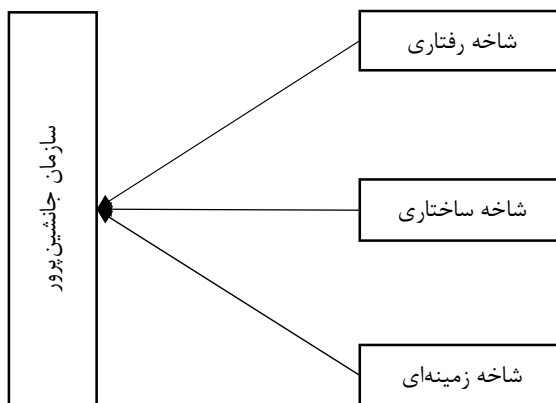 شاخه رفتاری
شاخه ساختاری
شاخه زمینه‌ای
سازمان جانشین‌پرور